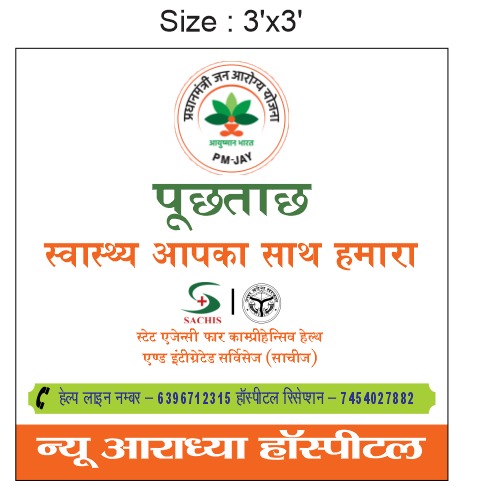 Size : 3'x3'
प्रधानमंत्री जन आरोग्य योजना
आयुष्मान भारत
PM-JAY
पूछताछ
स्वास्थ्य आपका साथ हमारा
SACHIS
स्टेट एजेन्सी फार काम्प्रीहेन्सिव हेल्थ
एण्ड इंटीग्रेटेड सर्विसेज (साचीज)
हेल्प लाइन नम्बर – 6396712315 हॉस्पीटल रिसेप्शन – 7454027882
न्यू आराध्या हॉस्पीटल